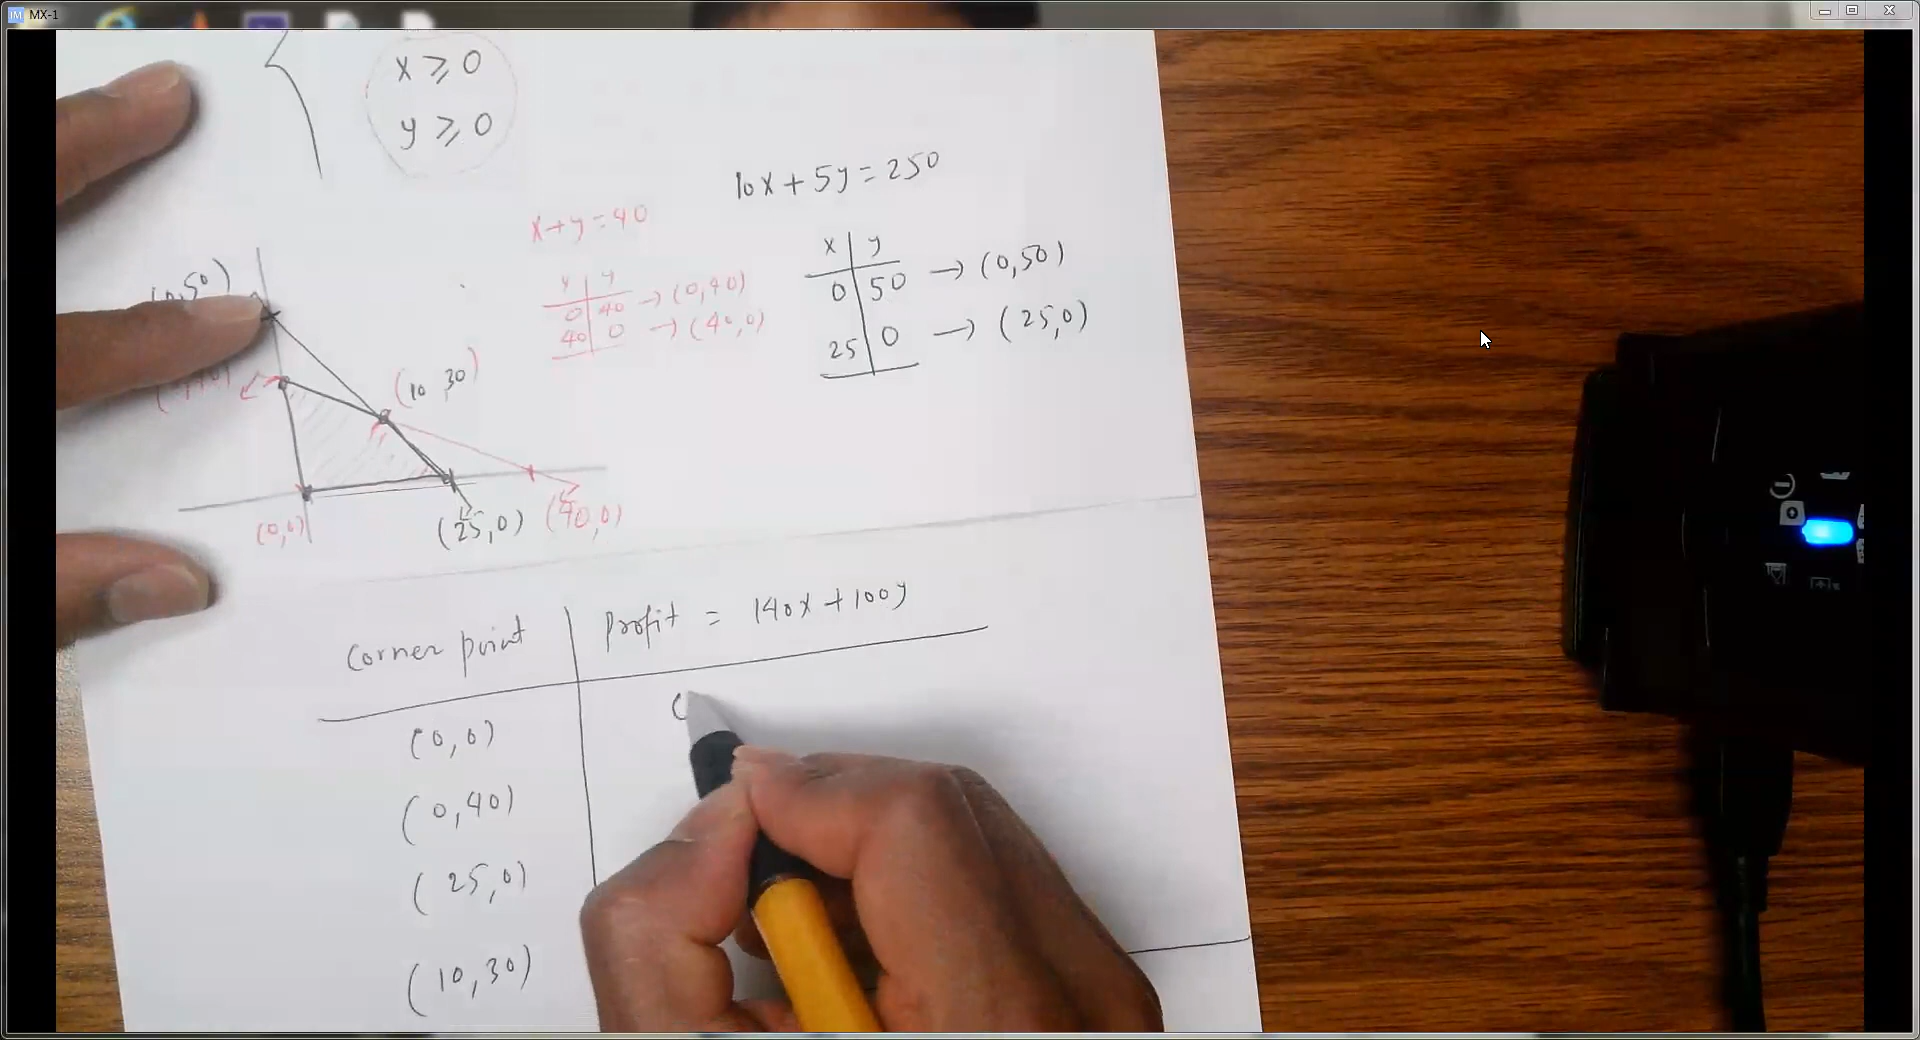 MX-1
x ⩾ 0
y ⩾ 0
10x + 5y = 250
x + y = 40
x y
0 50 → (0,50)
25 0 → (25,0)
y
0 40 → (0,40)
40 0 → (40,0)
(0,50)
(10,30)
(0,0)
(25,0)
(40,0)
Corner point Profit = 140x + 100y
(0,0)
(0,40)
(25,0)
(10,30)